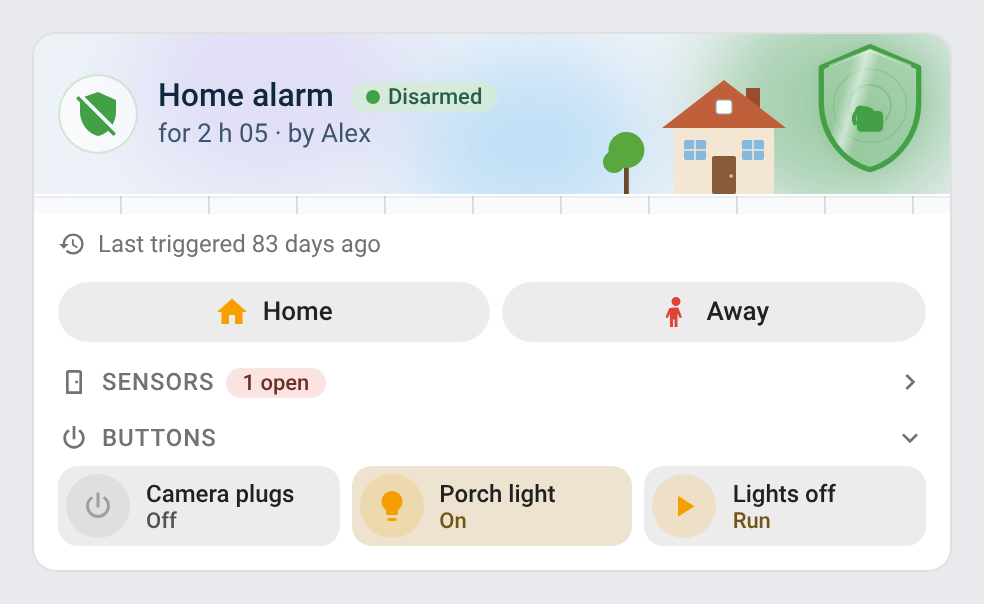 Home alarm Disarmed
for 2 h 05 · by Alex
Last triggered 83 days ago
Home Away
SENSORS 1 open
BUTTONS
Camera plugs Porch light Lights off
Off On Run